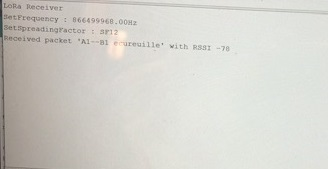 LoRa Receiver
SetFrequency : 866499968.00Hz
SetSpreadingFactor : SF12
Received packet 'A1--B1 ecureuille' with RSSI -78